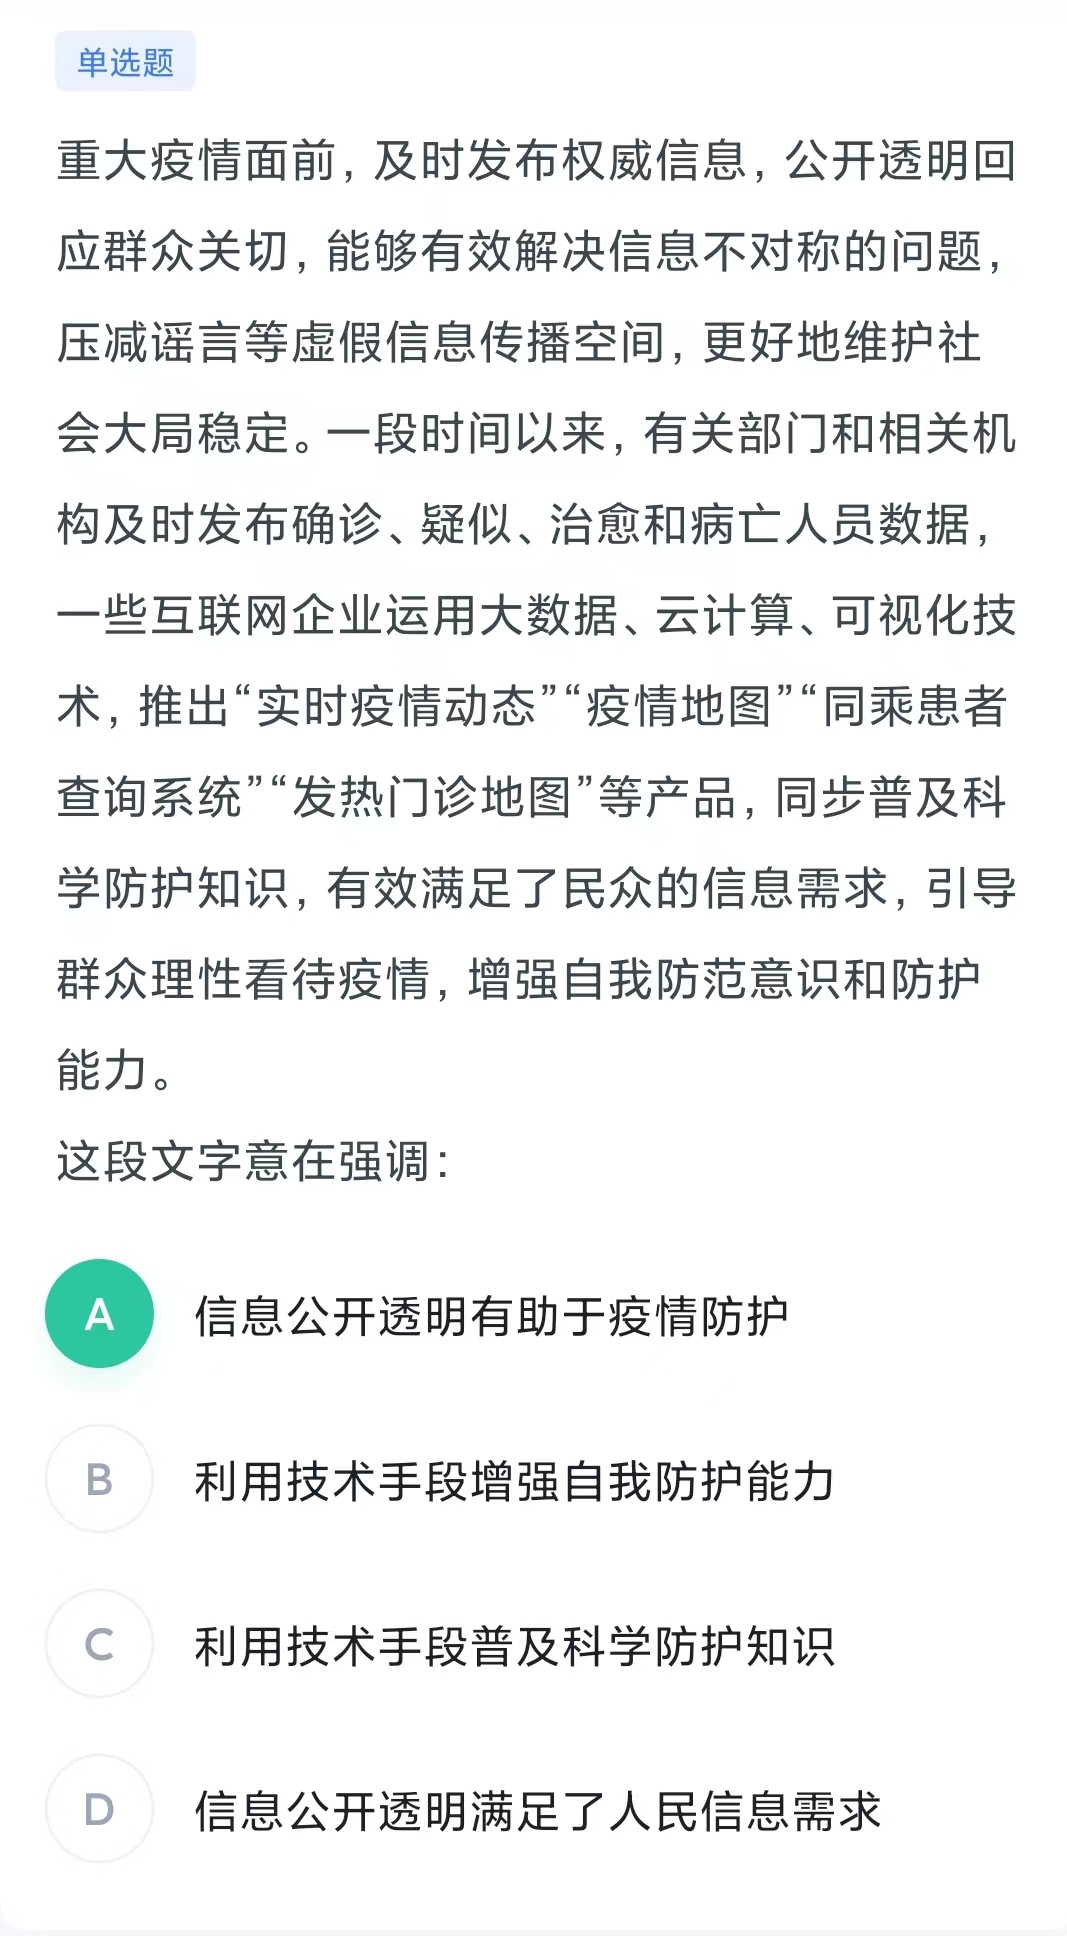 单选题
重大疫情面前，及时发布权威信息，公开透明回
应群众关切，能够有效解决信息不对称的问题，
压减谣言等虚假信息传播空间，更好地维护社
会大局稳定。一段时间以来，有关部门和相关机
构及时发布确诊、疑似、治愈和病亡人员数据，
一些互联网企业运用大数据、云计算、可视化技
术，推出“实时疫情动态”“疫情地图”“同乘患者
查询系统”“发热门诊地图”等产品，同步普及科
学防护知识，有效满足了民众的信息需求，引导
群众理性看待疫情，增强自我防范意识和防护
能力。
这段文字意在强调：
A 信息公开透明有助于疫情防护
B 利用技术手段增强自我防护能力
C 利用技术手段普及科学防护知识
D 信息公开透明满足了人民信息需求